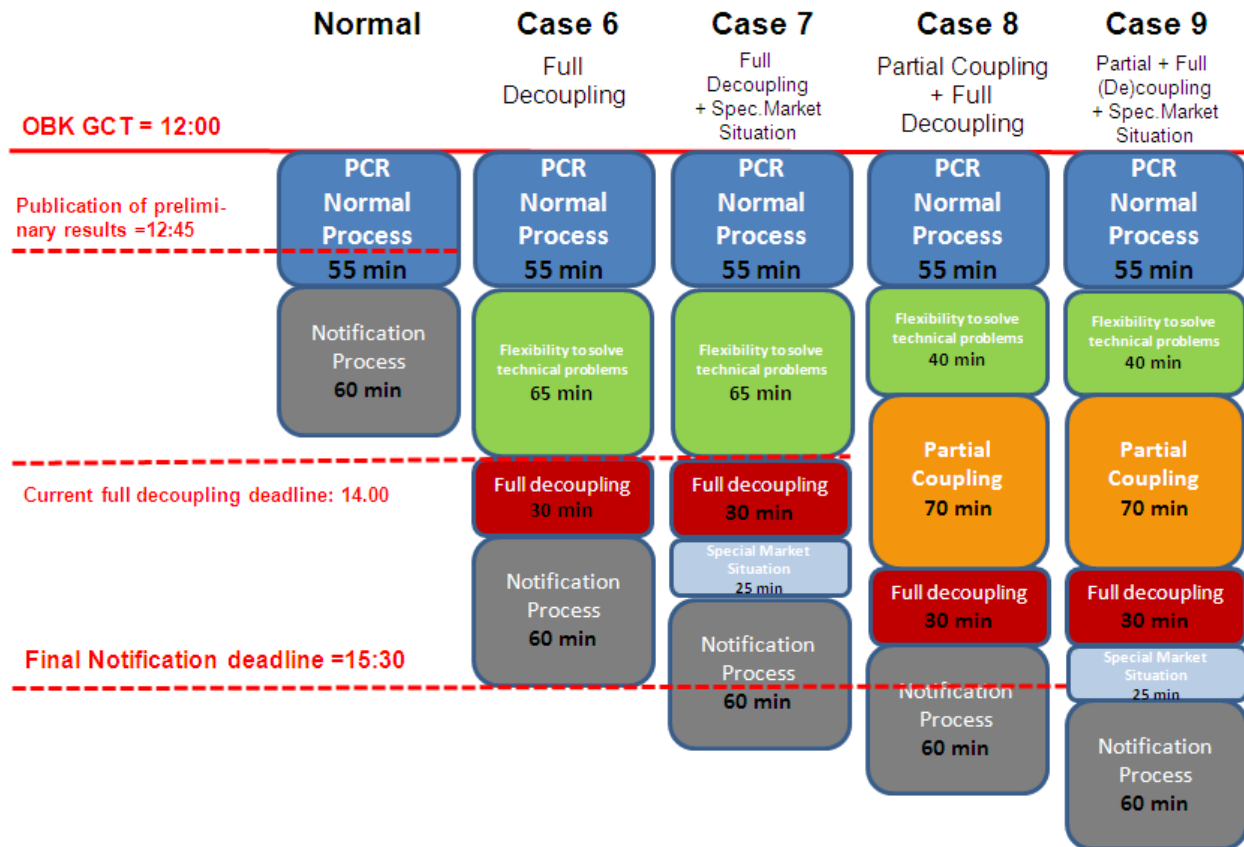 Normal
Case 6
Full
Decoupling
Case 7
Full
Decoupling
+ Spec.Market
Situation
Case 8
Partial Coupling
+ Full
Decoupling
Case 9
Partial + Full
(De)coupling
+ Spec.Market
Situation
OBK GCT = 12:00
Publication of prelimi-
nary results =12:45
Current full decoupling deadline: 14.00
Final Notification deadline =15:30
PCR
Normal
Process
55 min
Notification
Process
60 min
PCR
Normal
Process
55 min
Flexibility to solve
technical problems
65 min
Full decoupling
30 min
Notification
Process
60 min
PCR
Normal
Process
55 min
Flexibility to solve
technical problems
65 min
Full decoupling
30 min
Special Market
Situation
25 min
Notification
Process
60 min
PCR
Normal
Process
55 min
Flexibility to solve
technical problems
40 min
Partial
Coupling
70 min
Full decoupling
30 min
Notification
Process
60 min
PCR
Normal
Process
55 min
Flexibility to solve
technical problems
40 min
Partial
Coupling
70 min
Full decoupling
30 min
Special Market
Situation
25 min
Notification
Process
60 min